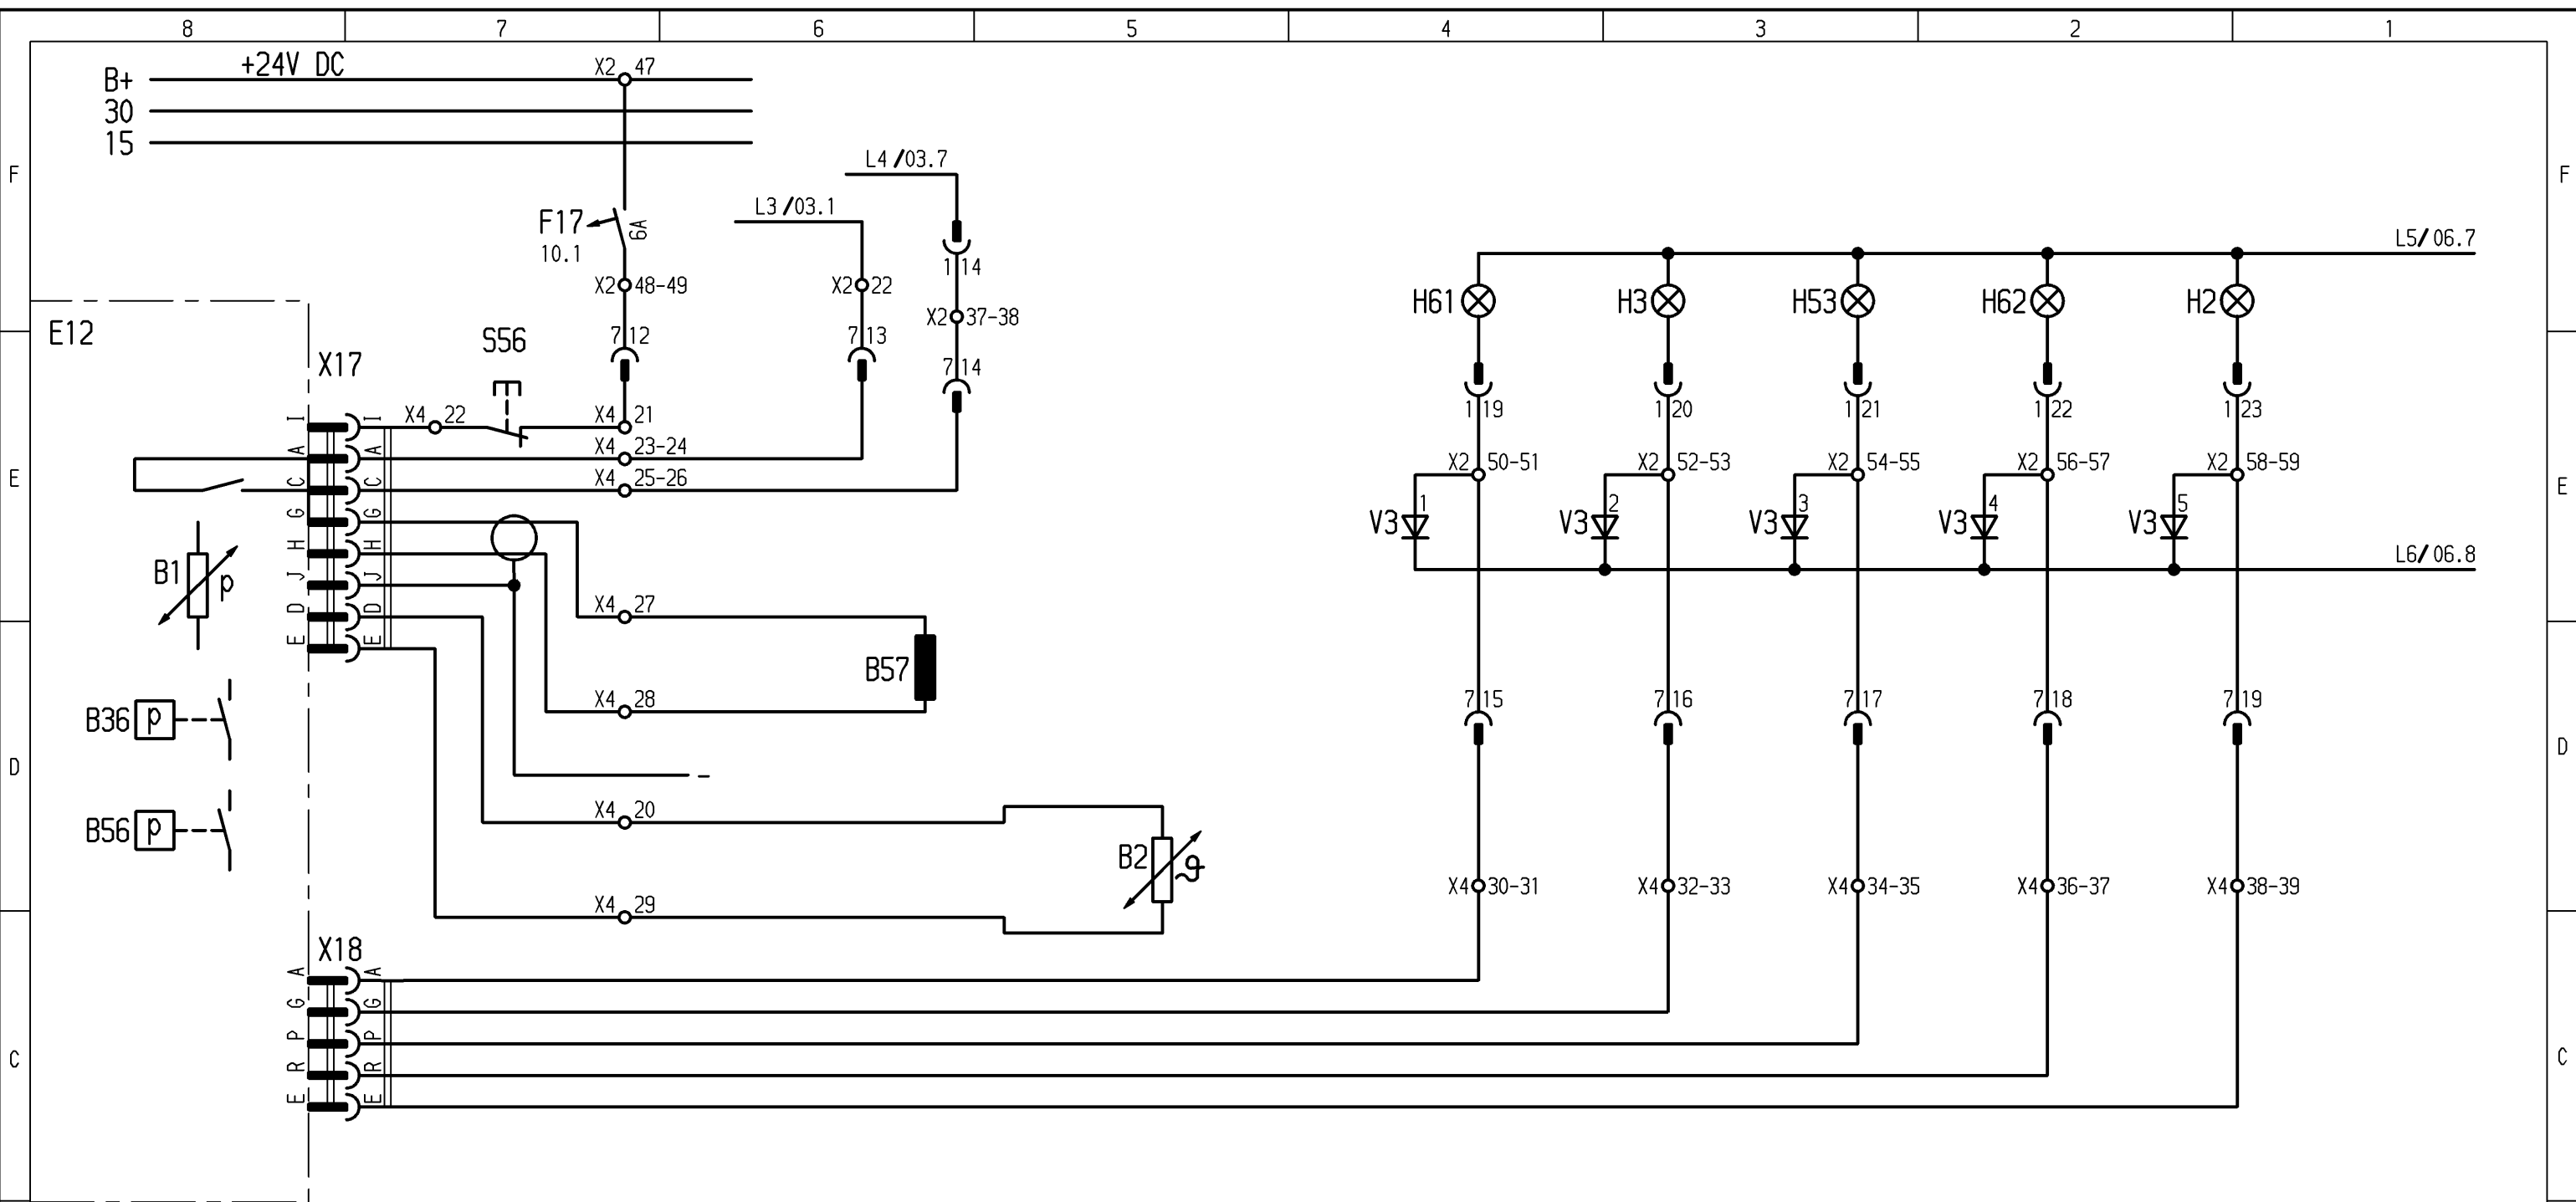 8 7 6 5 4 3 2 1
+24V DC
B+
30
15
X2 47
F F
L4/03.7
L3/03.1
F17
6A
10.1
L5/06.7
1 14
X2 48-49
X2 22
X2 37-38
H61 H3 H53 H62 H2
E12
S56
7 12
7 13
7 14
X17
1 19
1 20
1 21
1 22
1 23
I I
X4 22
X4 21
A A
X4 23-24
C C
X4 25-26
X2 50-51
X2 52-53
X2 54-55
X2 56-57
X2 58-59
E E
G G
V3 1
V3 2
V3 3
V3 4
V3 5
H H
L6/06.8
B1 p
J J
D D
X4 27
E E
B57
X4 28
7 15
7 16
7 17
7 18
7 19
B36 p
D D
-
X4 20
B56 p
B2 ϑ
X4 29
X4 30-31
X4 32-33
X4 34-35
X4 36-37
X4 38-39
X18
A A
G G
P P
C C
R R
E E